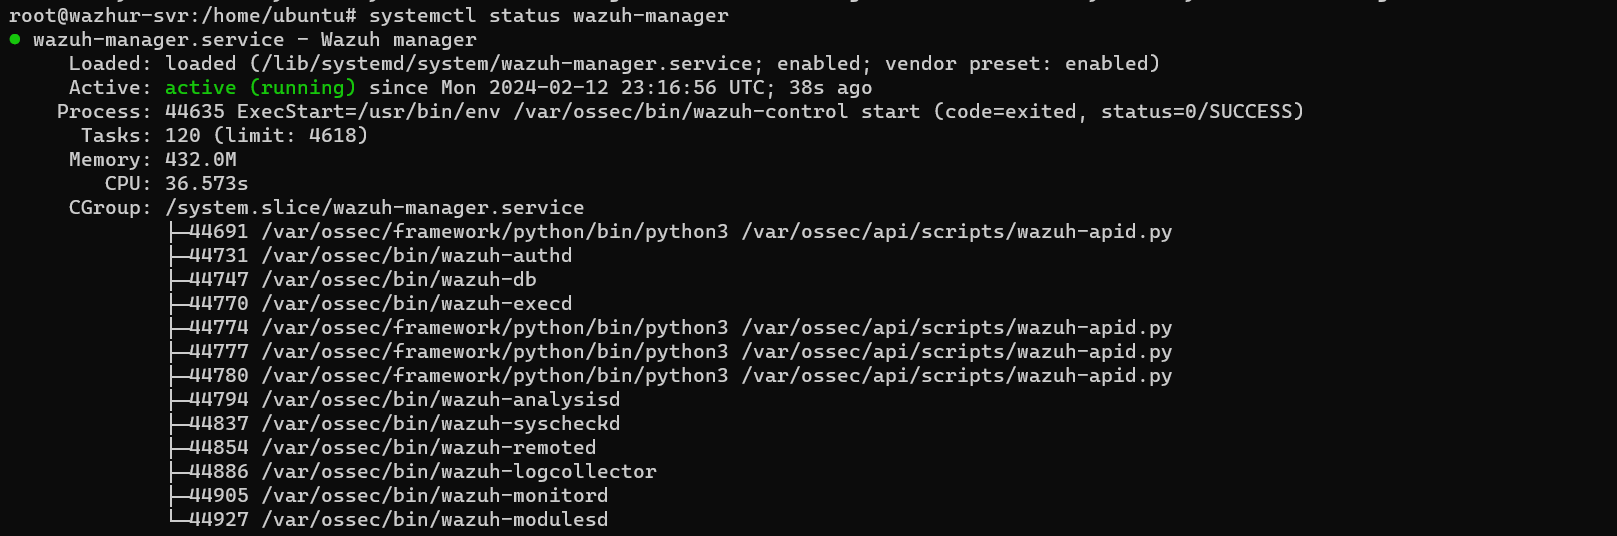 root@wazhur-svr:/home/ubuntu# systemctl status wazuh-manager
● wazuh-manager.service - Wazuh manager
     Loaded: loaded (/lib/systemd/system/wazuh-manager.service; enabled; vendor preset: enabled)
     Active: active (running) since Mon 2024-02-12 23:16:56 UTC; 38s ago
    Process: 44635 ExecStart=/usr/bin/env /var/ossec/bin/wazuh-control start (code=exited, status=0/SUCCESS)
      Tasks: 120 (limit: 4618)
     Memory: 432.0M
        CPU: 36.573s
     CGroup: /system.slice/wazuh-manager.service
             ├─44691 /var/ossec/framework/python/bin/python3 /var/ossec/api/scripts/wazuh-apid.py
             ├─44731 /var/ossec/bin/wazuh-authd
             ├─44747 /var/ossec/bin/wazuh-db
             ├─44770 /var/ossec/bin/wazuh-execd
             ├─44774 /var/ossec/framework/python/bin/python3 /var/ossec/api/scripts/wazuh-apid.py
             ├─44777 /var/ossec/framework/python/bin/python3 /var/ossec/api/scripts/wazuh-apid.py
             ├─44780 /var/ossec/framework/python/bin/python3 /var/ossec/api/scripts/wazuh-apid.py
             ├─44794 /var/ossec/bin/wazuh-analysisd
             ├─44837 /var/ossec/bin/wazuh-syscheckd
             ├─44854 /var/ossec/bin/wazuh-remoted
             ├─44886 /var/ossec/bin/wazuh-logcollector
             ├─44905 /var/ossec/bin/wazuh-monitord
             └─44927 /var/ossec/bin/wazuh-modulesd